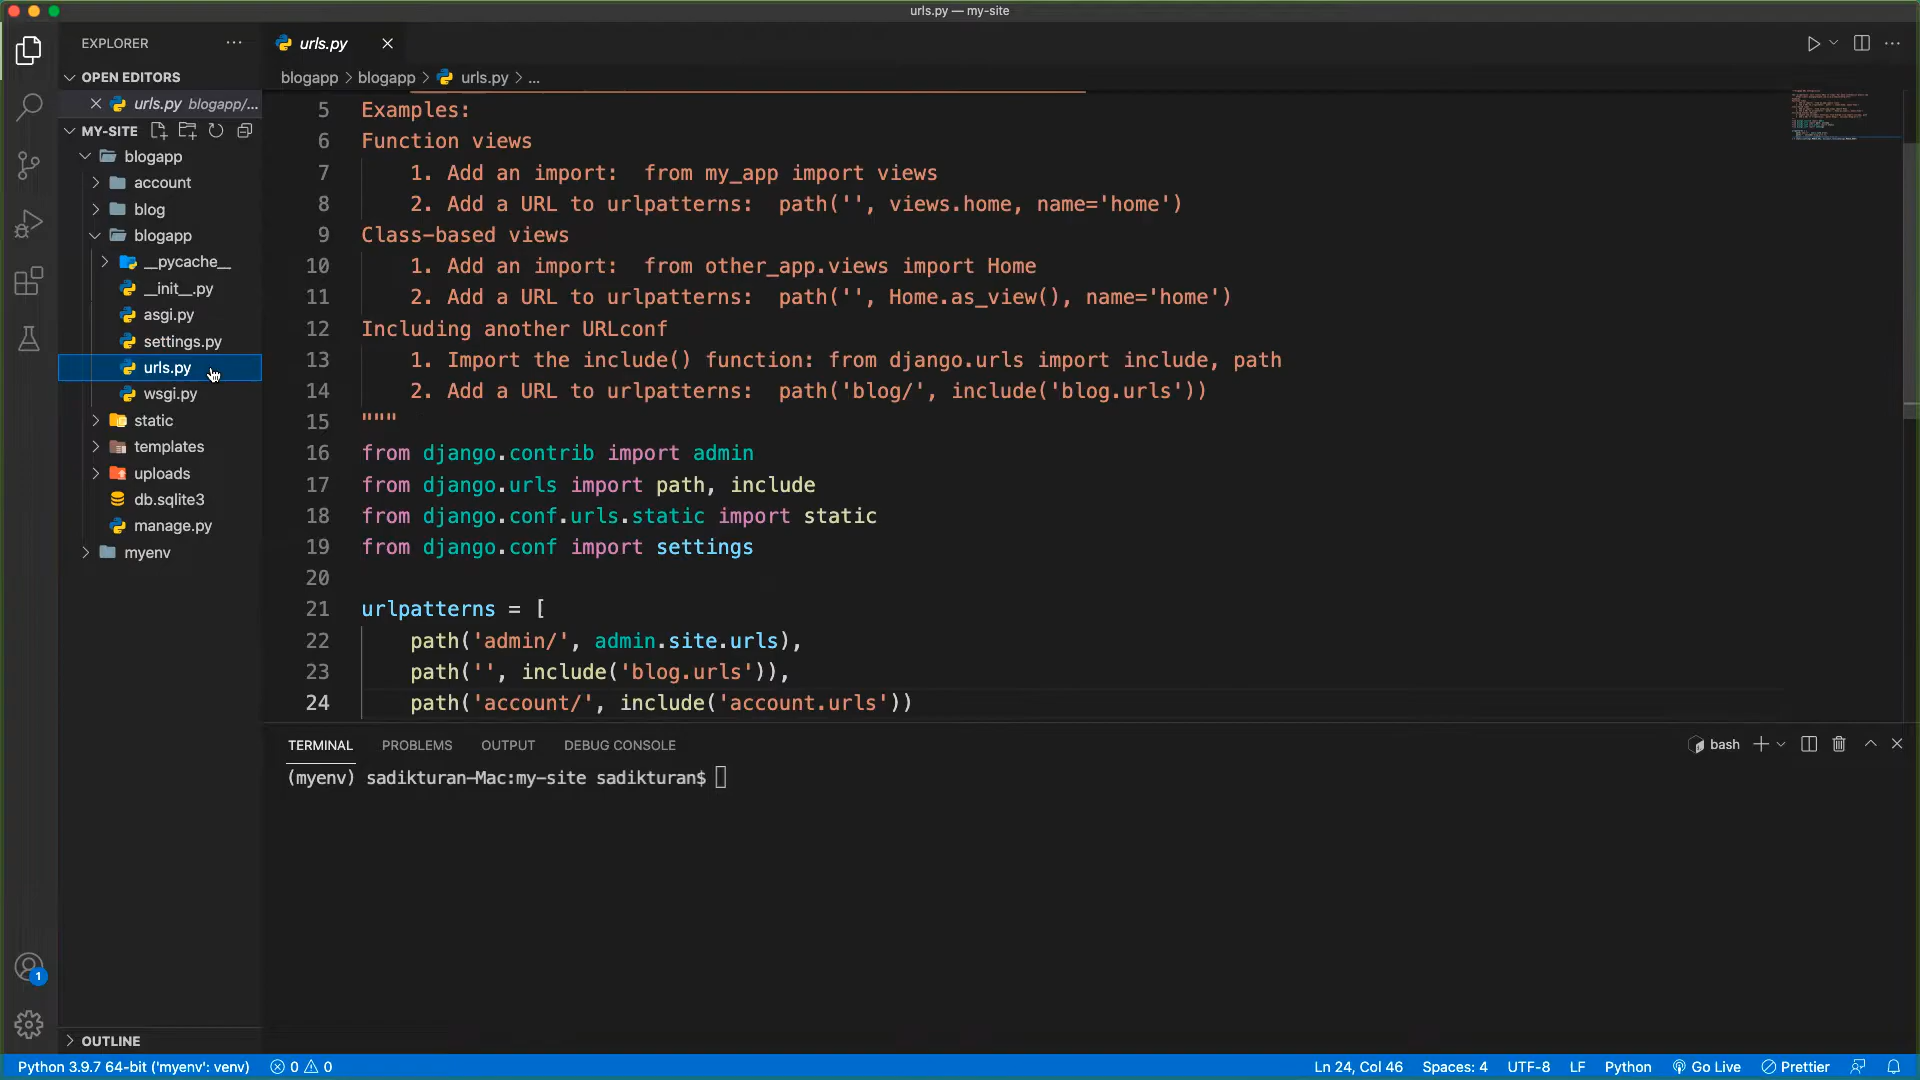 urls.py — my-site
EXPLORER
urls.py
OPEN EDITORS
urls.py blogapp/...
blogapp > blogapp > urls.py > ...
MY-SITE
blogapp
account
blog
blogapp
__pycache__
__init__.py
asgi.py
settings.py
urls.py
wsgi.py
static
templates
uploads
db.sqlite3
manage.py
myenv
OUTLINE
5 Examples:
6 Function views
7 1. Add an import:  from my_app import views
8 2. Add a URL to urlpatterns:  path('', views.home, name='home')
9 Class-based views
10 1. Add an import:  from other_app.views import Home
11 2. Add a URL to urlpatterns:  path('', Home.as_view(), name='home')
12 Including another URLconf
13 1. Import the include() function: from django.urls import include, path
14 2. Add a URL to urlpatterns:  path('blog/', include('blog.urls'))
15 """
16 from django.contrib import admin
17 from django.urls import path, include
18 from django.conf.urls.static import static
19 from django.conf import settings
20
21 urlpatterns = [
22 path('admin/', admin.site.urls),
23 path('', include('blog.urls')),
24 path('account/', include('account.urls'))
TERMINAL PROBLEMS OUTPUT DEBUG CONSOLE
bash
(myenv) sadikturan-Mac:my-site sadikturan$
1
Python 3.9.7 64-bit ('myenv': venv) 0 0 Ln 24, Col 46 Spaces: 4 UTF-8 LF Python Go Live Prettier